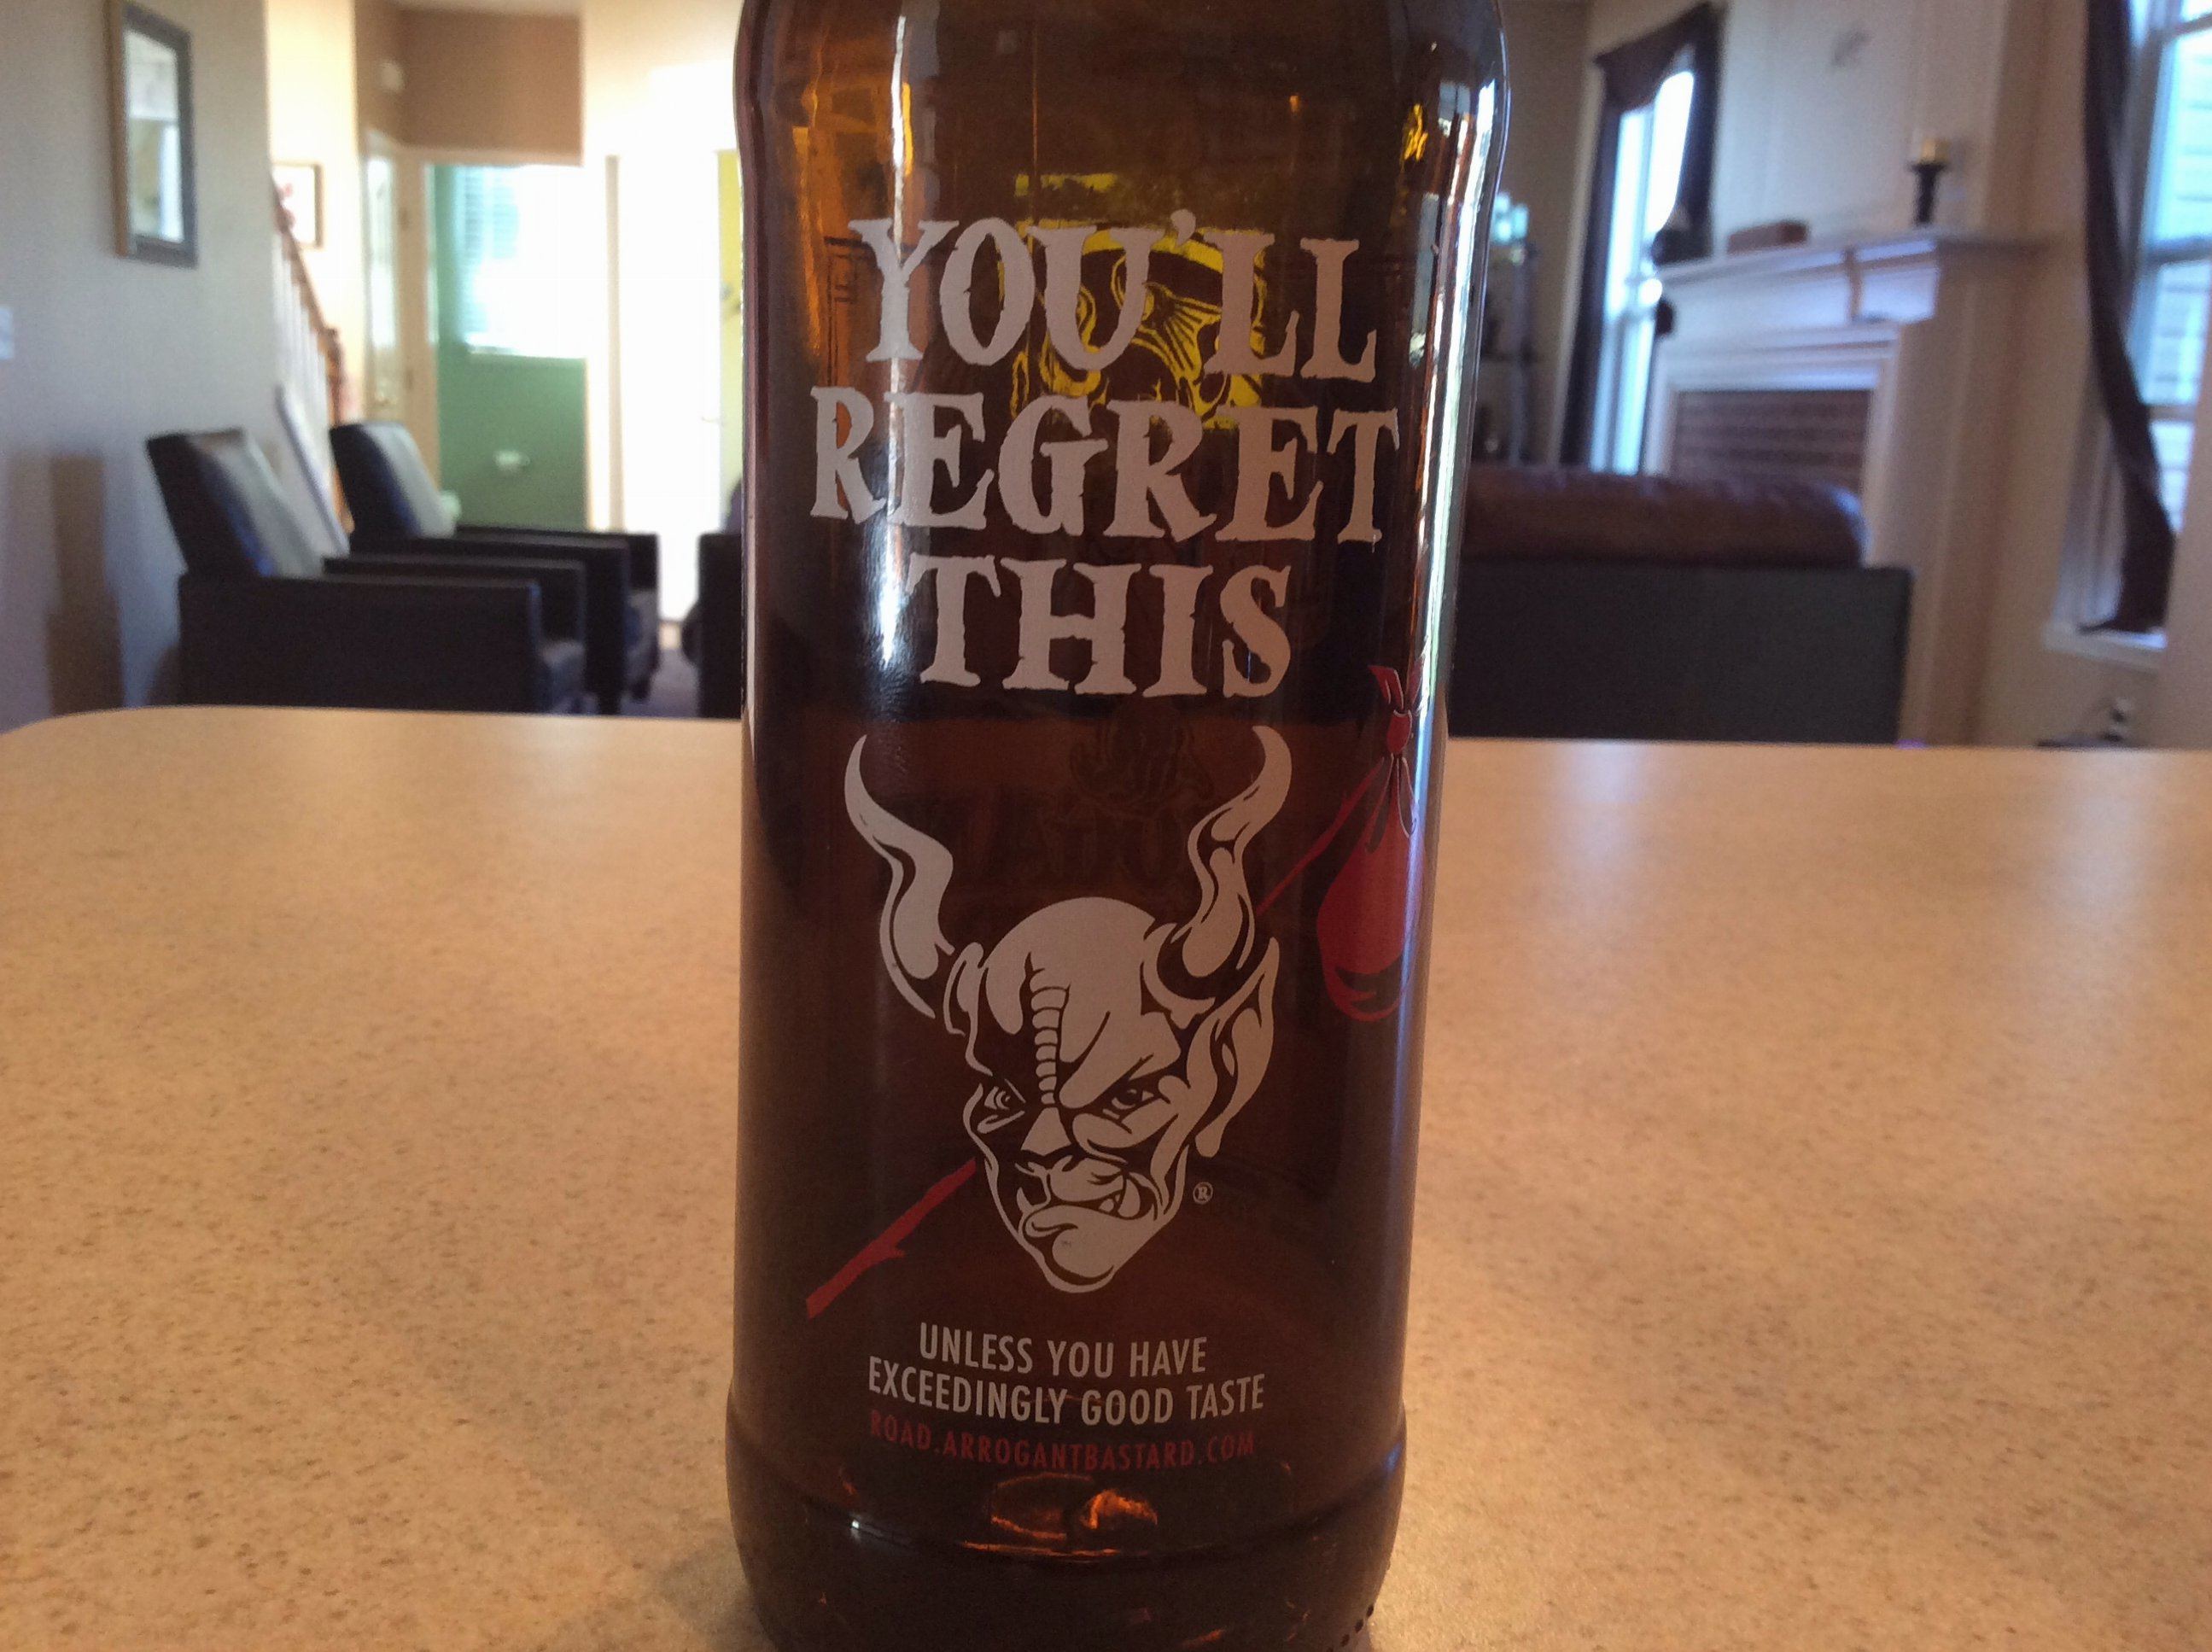 YOU'LL
REGRET
THIS
®
UNLESS YOU HAVE
EXCEEDINGLY GOOD TASTE
ROAD.ARROGANTBASTARD.COM